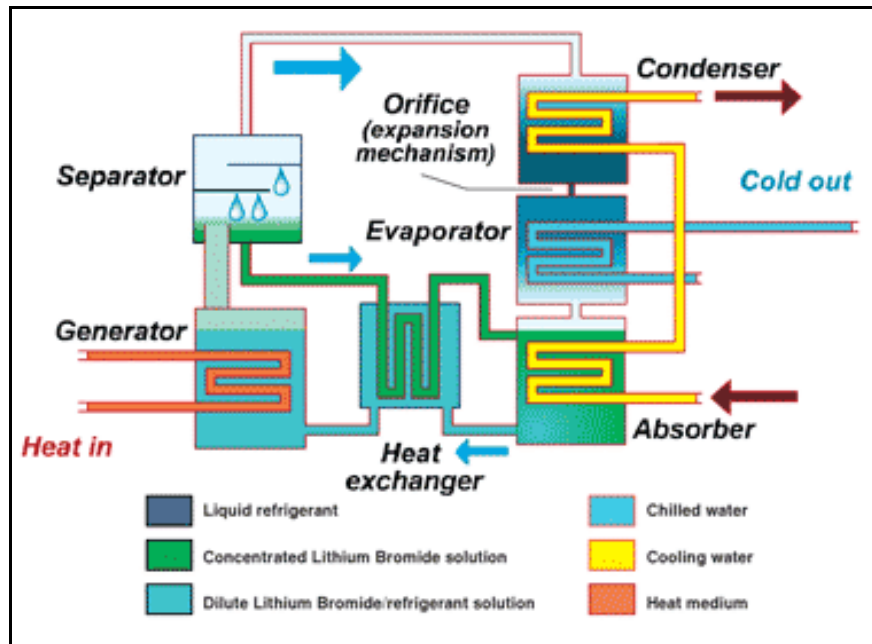 Condenser
Orifice
(expansion
mechanism)
Separator
Cold out
Evaporator
Generator
Absorber
Heat in
Heat
exchanger
Liquid refrigerant
Chilled water
Concentrated Lithium Bromide solution
Cooling water
Dilute Lithium Bromide/refrigerant solution
Heat medium